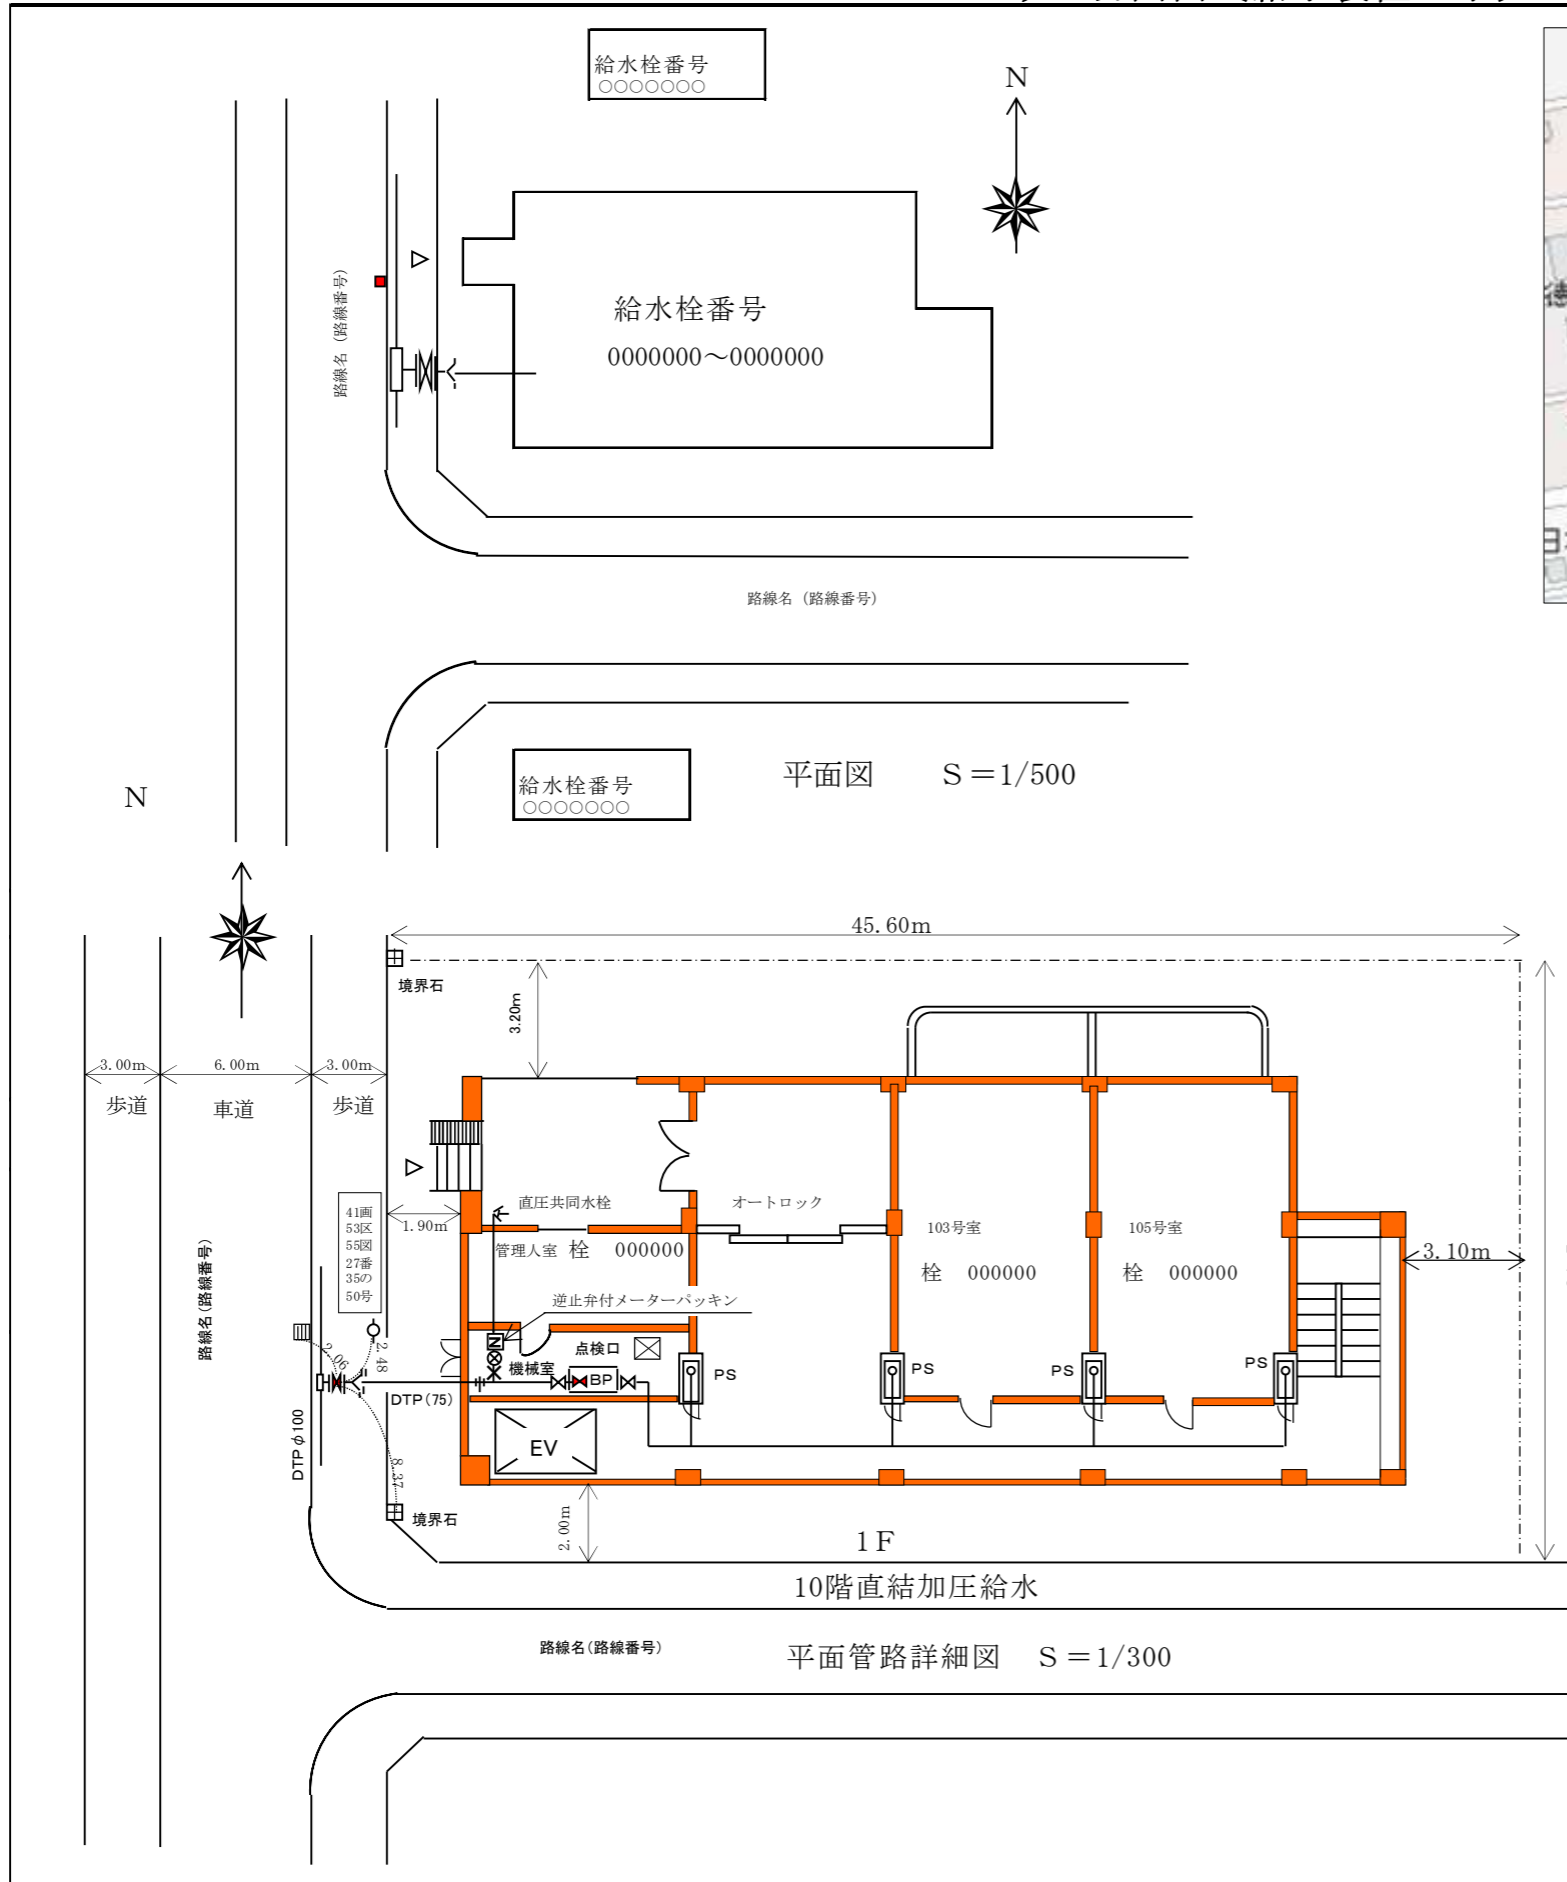 給水栓番号
○○○○○○○
N
路線名（路線番号）
給水栓番号
0000000～0000000
路線名（路線番号）
給水栓番号
○○○○○○○
平面図　Ｓ＝1/500
N
45.60m
境界石
3.20m
3.00m
6.00m
3.00m
歩道
車道
歩道
41画
53区
55図
27番
35の
50号
1.90m
直圧共同水栓
オートロック
103号室
105号室
管理人室 栓 000000
栓 000000
栓 000000
3.10m
逆止弁付メーターパッキン
路線名（路線番号）
2.06
2.48
N
機械室
点検口
BP
PS
PS
PS
PS
DTP（75）
DTPφ100
EV
8.37
境界石
2.00m
１Ｆ
10階直結加圧給水
路線名（路線番号）
平面管路詳細図　Ｓ＝1/300